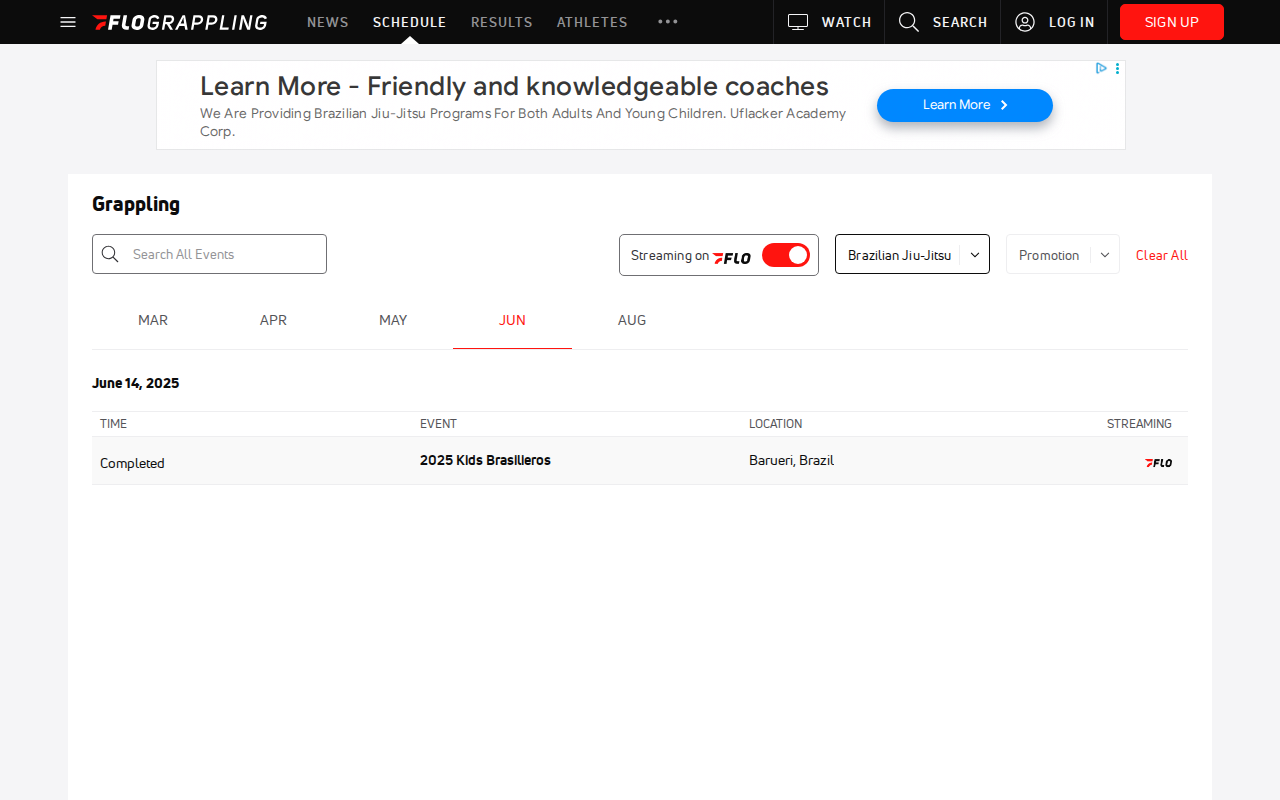 FLOGRAPPLING NEWS SCHEDULE RESULTS ATHLETES WATCH SEARCH LOG IN SIGN UP
Learn More - Friendly and knowledgeable coaches
We Are Providing Brazilian Jiu-Jitsu Programs For Both Adults And Young Children. Uflacker Academy
Corp.
Learn More
Grappling
Search All Events
Streaming on FLO
Brazilian Jiu-Jitsu
Promotion
Clear All
MAR APR MAY JUN AUG
June 14, 2025
TIME EVENT LOCATION STREAMING
Completed 2025 Kids Brasilieros Barueri, Brazil FLO